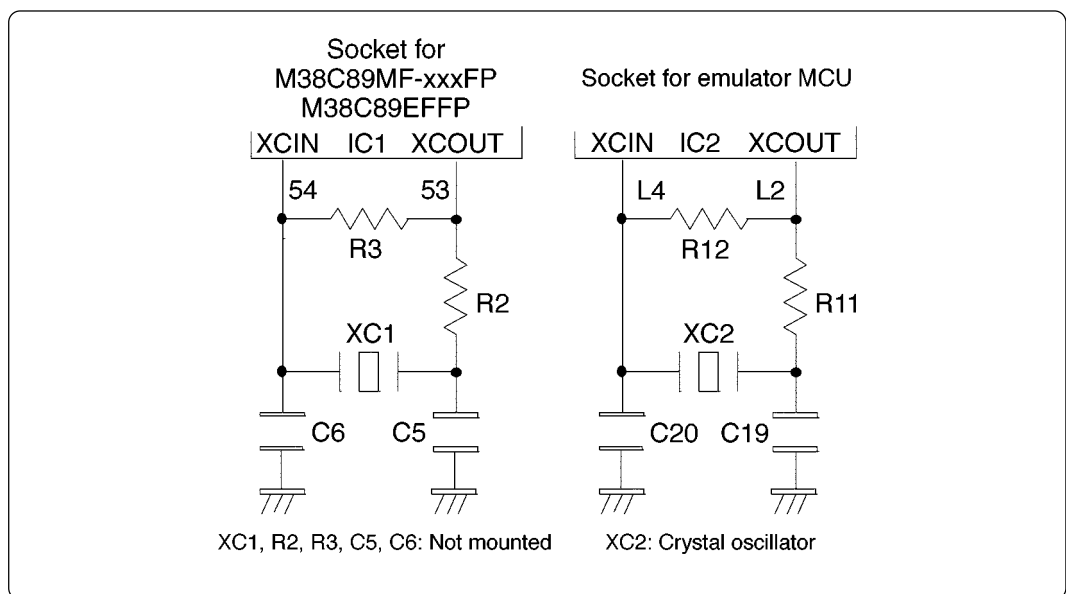 Socket for
M38C89MF-xxxFP
M38C89EFFP
XCIN IC1 XCOUT
54 53
R3
R2
XC1
C6 C5
XC1, R2, R3, C5, C6: Not mounted
Socket for emulator MCU
XCIN IC2 XCOUT
L4 L2
R12
R11
XC2
C20 C19
XC2: Crystal oscillator